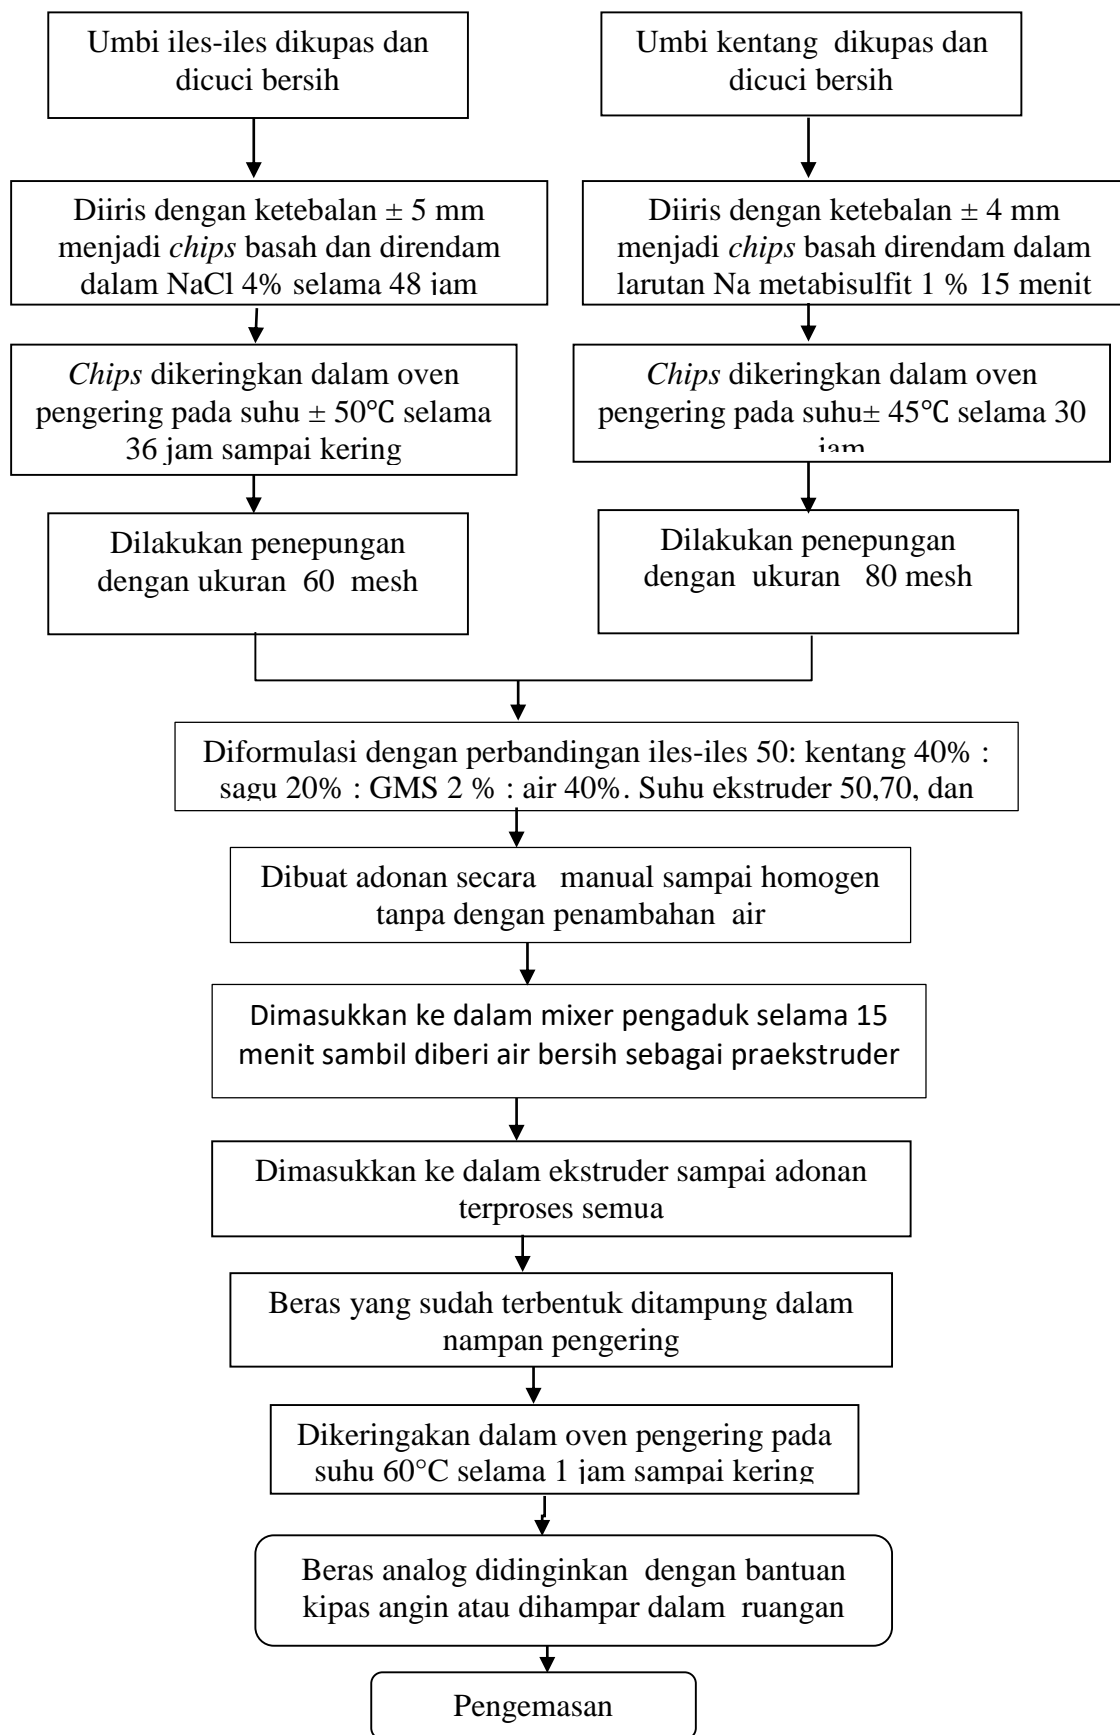 Umbi iles-iles dikupas dan
dicuci bersih
Umbi kentang dikupas dan
dicuci bersih
Diiris dengan ketebalan ± 5 mm
menjadi chips basah dan direndam
dalam NaCl 4% selama 48 jam
Diiris dengan ketebalan ± 4 mm
menjadi chips basah direndam dalam
larutan Na metabisulfit 1 % 15 menit
Chips dikeringkan dalam oven
pengering pada suhu ± 50°C selama
36 jam sampai kering
Chips dikeringkan dalam oven
pengering pada suhu± 45°C selama 30
jam
Dilakukan penepungan
dengan ukuran 60 mesh
Dilakukan penepungan
dengan ukuran 80 mesh
Diformulasi dengan perbandingan iles-iles 50: kentang 40% :
sagu 20% : GMS 2 % : air 40%. Suhu ekstruder 50,70, dan
Dibuat adonan secara manual sampai homogen
tanpa dengan penambahan air
Dimasukkan ke dalam mixer pengaduk selama 15
menit sambil diberi air bersih sebagai praekstruder
Dimasukkan ke dalam ekstruder sampai adonan
terproses semua
Beras yang sudah terbentuk ditampung dalam
nampan pengering
Dikeringakan dalam oven pengering pada
suhu 60°C selama 1 jam sampai kering
Beras analog didinginkan dengan bantuan
kipas angin atau dihampar dalam ruangan
Pengemasan